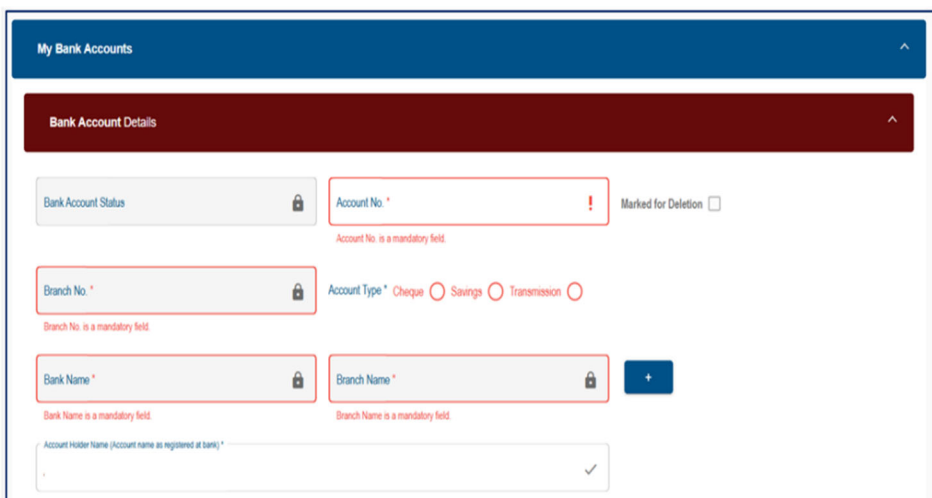 My Bank Accounts
Bank Account Details
Bank Account Status
Account No. *
!
Marked for Deletion
Account No. is a mandatory field.
Branch No. *
Account Type * Cheque Savings Transmission
Branch No. is a mandatory field.
Bank Name *
Branch Name *
+
Bank Name is a mandatory field.
Branch Name is a mandatory field.
Account Holder Name (Account name as registered at bank) *
,